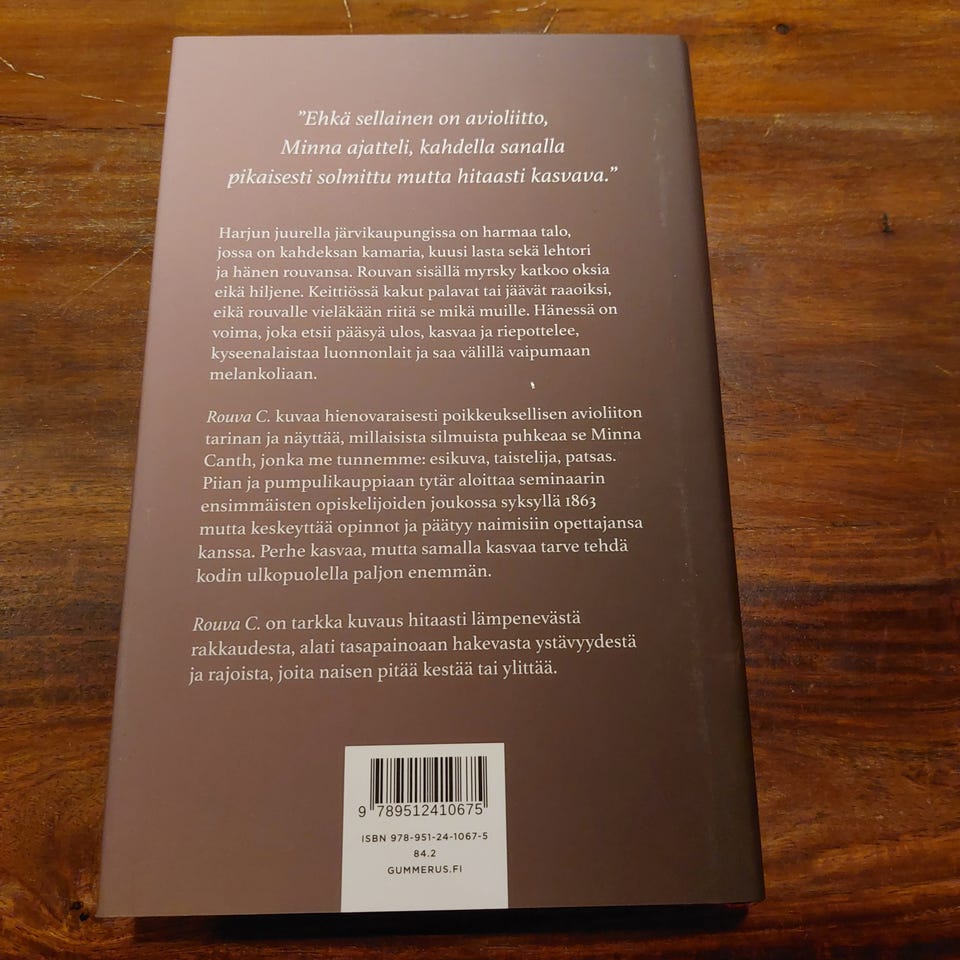 ”Ehkä sellainen on avioliitto,
Minna ajatteli, kahdella sanalla
pikaisesti solmittu mutta hitaasti kasvava.”
Harjun juurella järvikaupungissa on harmaa talo,
jossa on kahdeksan kamaria, kuusi lasta sekä lehtori
ja hänen rouvansa. Rouvan sisällä myrsky katkoo oksia
eikä hiljene. Keittiössä kakut palavat tai jäävät raaoiksi,
eikä rouvalle vieläkään riitä se mikä muille. Hänessä on
voima, joka etsii pääsyä ulos, kasvaa ja riepottelee,
kyseenalaistaa luonnonlait ja saa välillä vaipumaan
melankoliaan.
Rouva C. kuvaa hienovaraisesti poikkeuksellisen avioliiton
tarinan ja näyttää, millaisista silmuista puhkeaa se Minna
Canth, jonka me tunnemme: esikuva, taistelija, patsas.
Piian ja pumpulikauppiaan tytär aloittaa seminaarin
ensimmäisten opiskelijoiden joukossa syksyllä 1863
mutta keskeyttää opinnot ja päätyy naimisiin opettajansa
kanssa. Perhe kasvaa, mutta samalla kasvaa tarve tehdä
kodin ulkopuolella paljon enemmän.
Rouva C. on tarkka kuvaus hitaasti lämpenevästä
rakkaudesta, alati tasapainoaan hakevasta ystävyydestä
ja rajoista, joita naisen pitää kestää tai ylittää.
9 789512 410675
ISBN 978-951-24-1067-5
84.2
GUMMERUS.FI